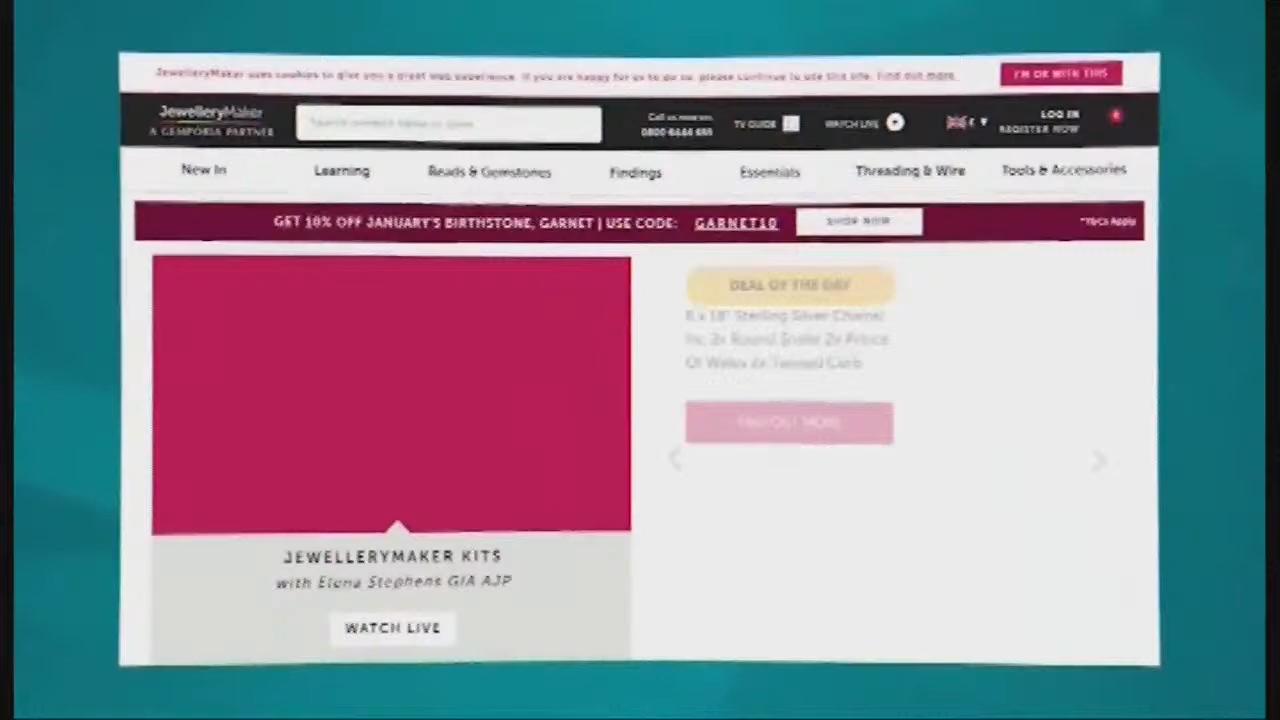 JewelleryMaker uses cookies to give you a great web experience. If you are happy for us to do so, please continue to use this site. Find out more.
I'M OK WITH THIS
JewelleryMaker
A GEMPORIA PARTNER
Call us now on:
0800 6444 655
TV GUIDE
WATCH LIVE
£
LOG IN
REGISTER NOW
New In
Learning
Beads & Gemstones
Findings
Essentials
Threading & Wire
Tools & Accessories
GET 10% OFF JANUARY'S BIRTHSTONE, GARNET | USE CODE: GARNET10
SHOP NOW
*T&Cs Apply
DEAL OF THE DAY
6 x 18" Sterling Silver Chains!
Inc 2x Round Snake 2x Prince
Of Wales 2x Twisted Curb
FIND OUT MORE
JEWELLERYMAKER KITS
with Elona Stephens GIA AJP
WATCH LIVE